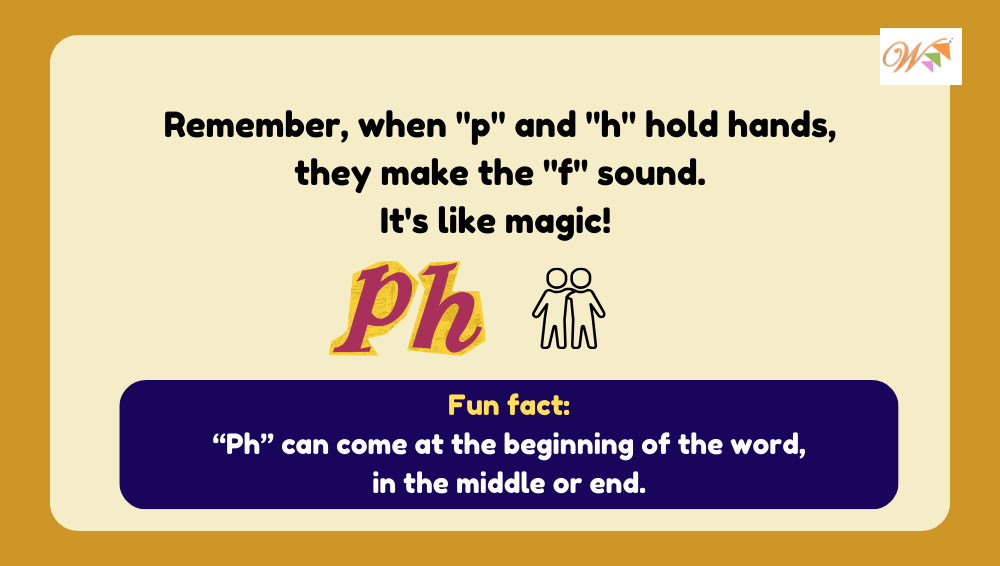 W
Remember, when "p" and "h" hold hands,
they make the "f" sound.
It's like magic!
ph
Fun fact:
“Ph” can come at the beginning of the word,
in the middle or end.